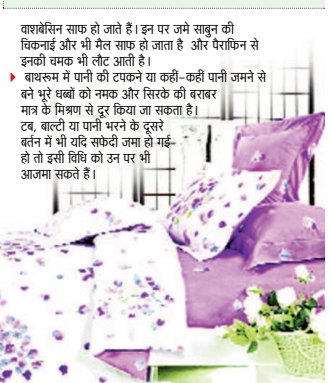 वाशबेसिन साफ हो जाते हैं। इन पर जमे साबुन की
चिकनाई और भी मैल साफ हो जाता है और पैराफिन से
इनकी चमक भी लौट आती है।
बाथरूम में पानी की टपकने या कहीं-कहीं पानी जमने से
बने भूरे धब्बों को नमक और सिरके की बराबर
मात्र के मिश्रण से दूर किया जा सकता है।
टब, बाल्टी या पानी भरने के दूसरे
बर्तन में भी यदि सफेदी जमा हो गई-
हो तो इसी विधि को उन पर भी
आजमा सकते हैं।